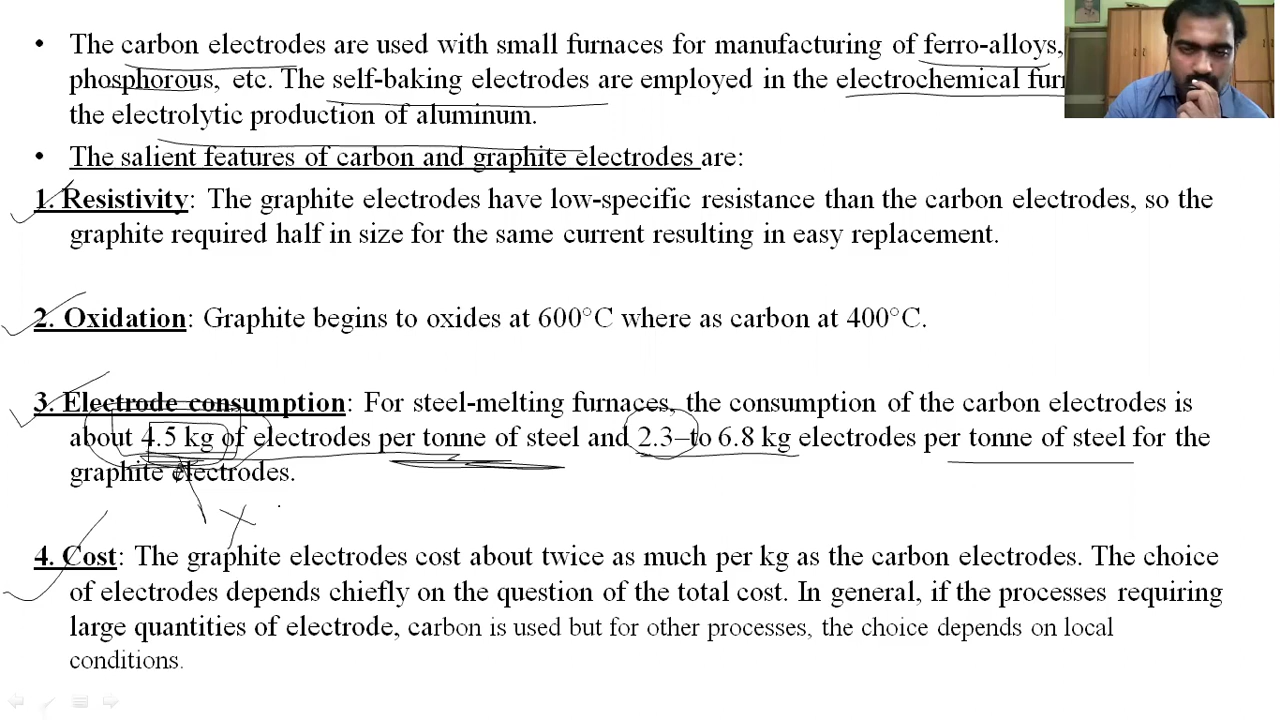 • The carbon electrodes are used with small furnaces for manufacturing of ferro-alloys,
phosphorous, etc. The self-baking electrodes are employed in the electrochemical
the electrolytic production of aluminum.
• The salient features of carbon and graphite electrodes are:
1. Resistivity: The graphite electrodes have low-specific resistance than the carbon electrodes, so the
graphite required half in size for the same current resulting in easy replacement.
2. Oxidation: Graphite begins to oxides at 600°C where as carbon at 400°C.
3. Electrode consumption: For steel-melting furnaces, the consumption of the carbon electrodes is
about 4.5 kg of electrodes per tonne of steel and 2.3–to 6.8 kg electrodes per tonne of steel for the
graphite electrodes.
4. Cost: The graphite electrodes cost about twice as much per kg as the carbon electrodes. The choice
of electrodes depends chiefly on the question of the total cost. In general, if the processes requiring
large quantities of electrode, carbon is used but for other processes, the choice depends on local
conditions.